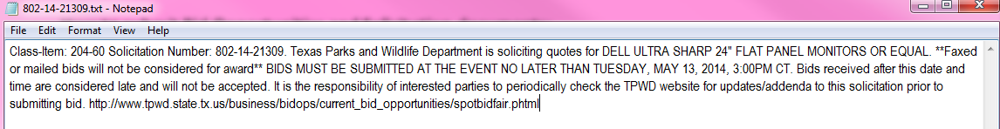 802-14-21309.txt - Notepad
File Edit Format View Help
Class-Item: 204-60 Solicitation Number: 802-14-21309. Texas Parks and Wildlife Department is soliciting quotes for DELL ULTRA SHARP 24" FLAT PANEL MONITORS OR EQUAL. **Faxed
or mailed bids will not be considered for award** BIDS MUST BE SUBMITTED AT THE EVENT NO LATER THAN TUESDAY, MAY 13, 2014, 3:00PM CT. Bids received after this date and
time are considered late and will not be accepted. It is the responsibility of interested parties to periodically check the TPWD website for updates/addenda to this solicitation prior to
submitting bid. http://www.tpwd.state.tx.us/business/bidops/current_bid_opportunities/spotbidfair.phtml